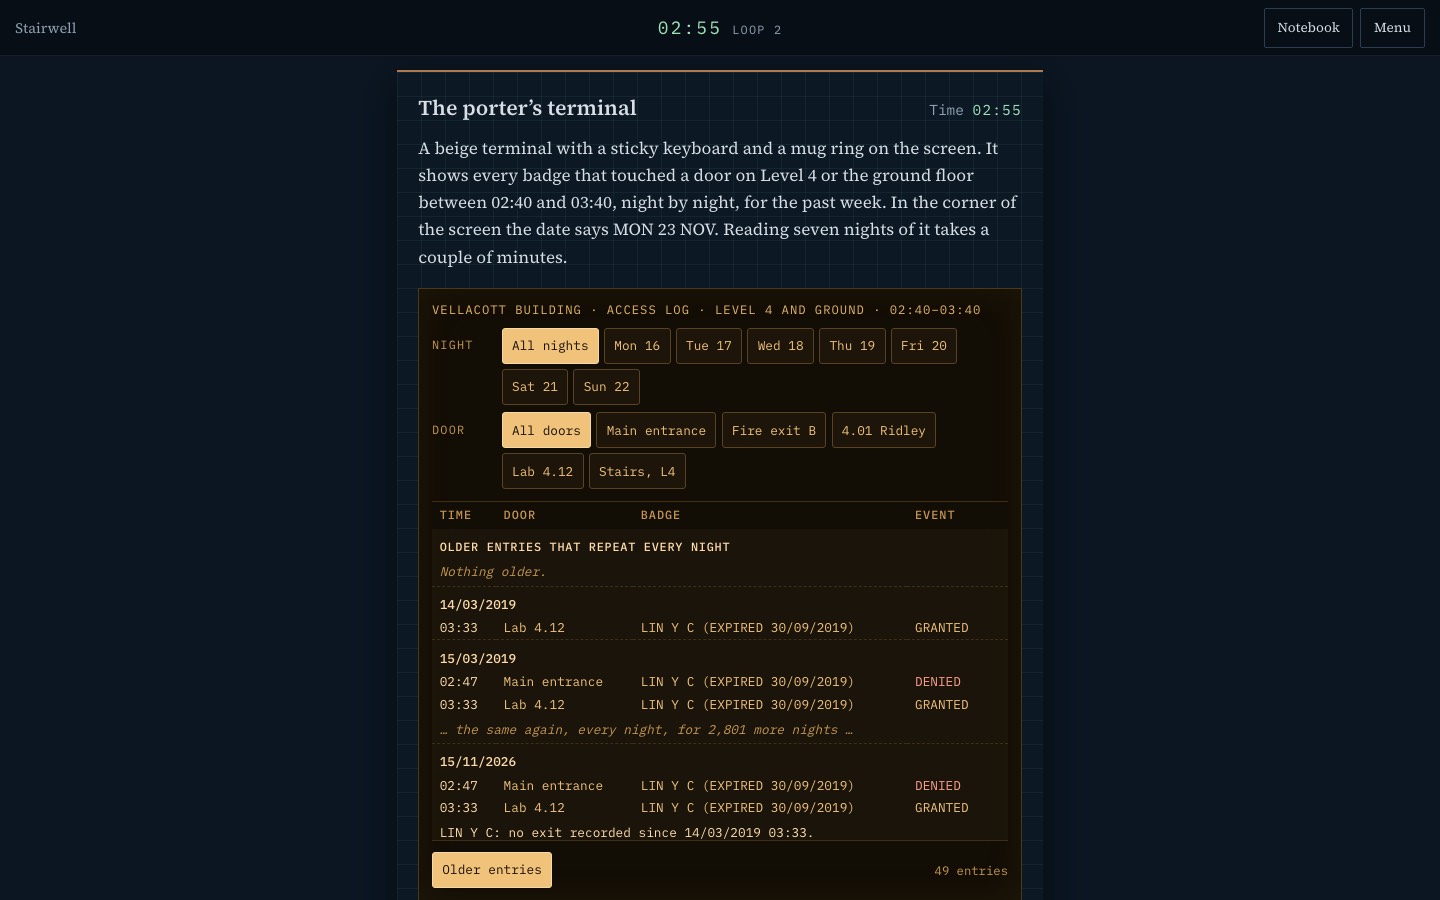 Stairwell
02:55 LOOP 2
Notebook
Menu
The porter’s terminal
Time 02:55
A beige terminal with a sticky keyboard and a mug ring on the screen. It
shows every badge that touched a door on Level 4 or the ground floor
between 02:40 and 03:40, night by night, for the past week. In the corner of
the screen the date says MON 23 NOV. Reading seven nights of it takes a
couple of minutes.
VELLACOTT BUILDING · ACCESS LOG · LEVEL 4 AND GROUND · 02:40–03:40
NIGHT
All nights
Mon 16
Tue 17
Wed 18
Thu 19
Fri 20
Sat 21
Sun 22
DOOR
All doors
Main entrance
Fire exit B
4.01 Ridley
Lab 4.12
Stairs, L4
TIME DOOR BADGE EVENT
OLDER ENTRIES THAT REPEAT EVERY NIGHT
Nothing older.
14/03/2019
03:33 Lab 4.12 LIN Y C (EXPIRED 30/09/2019) GRANTED
15/03/2019
02:47 Main entrance LIN Y C (EXPIRED 30/09/2019) DENIED
03:33 Lab 4.12 LIN Y C (EXPIRED 30/09/2019) GRANTED
… the same again, every night, for 2,801 more nights …
15/11/2026
02:47 Main entrance LIN Y C (EXPIRED 30/09/2019) DENIED
03:33 Lab 4.12 LIN Y C (EXPIRED 30/09/2019) GRANTED
LIN Y C: no exit recorded since 14/03/2019 03:33.
Older entries
49 entries